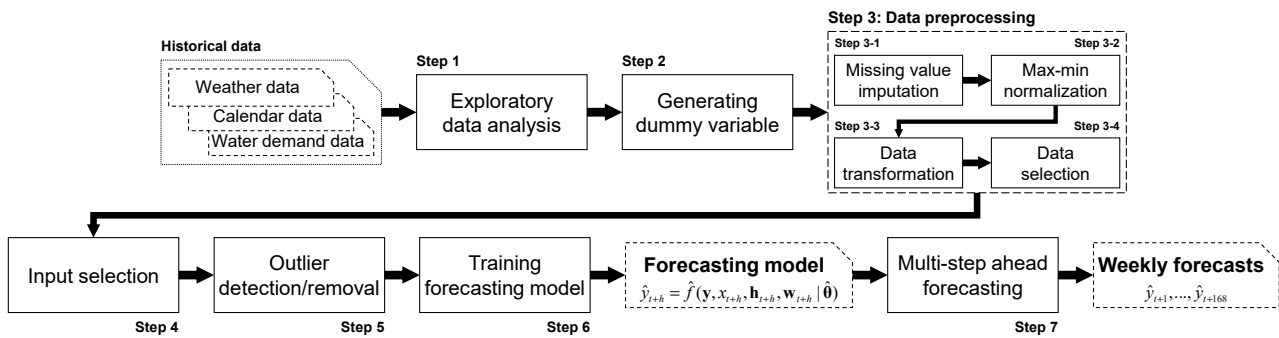 Historical data
Weather data
Calendar data
Water demand data
Step 1
Exploratory
data analysis
Step 2
Generating
dummy variable
Step 3: Data preprocessing
Step 3-1
Missing value
imputation
Step 3-2
Max-min
normalization
Step 3-3
Data
transformation
Step 3-4
Data
selection
Input selection
Step 4
Outlier
detection/removal
Step 5
Training
forecasting model
Step 6
Forecasting model
ŷ_{t+h} = f̂(𝐲, x_{t+h}, 𝐡_{t+h}, 𝐰_{t+h} | 𝛉̂)
Multi-step ahead
forecasting
Step 7
Weekly forecasts
ŷ_{t+1},..., ŷ_{t+168}